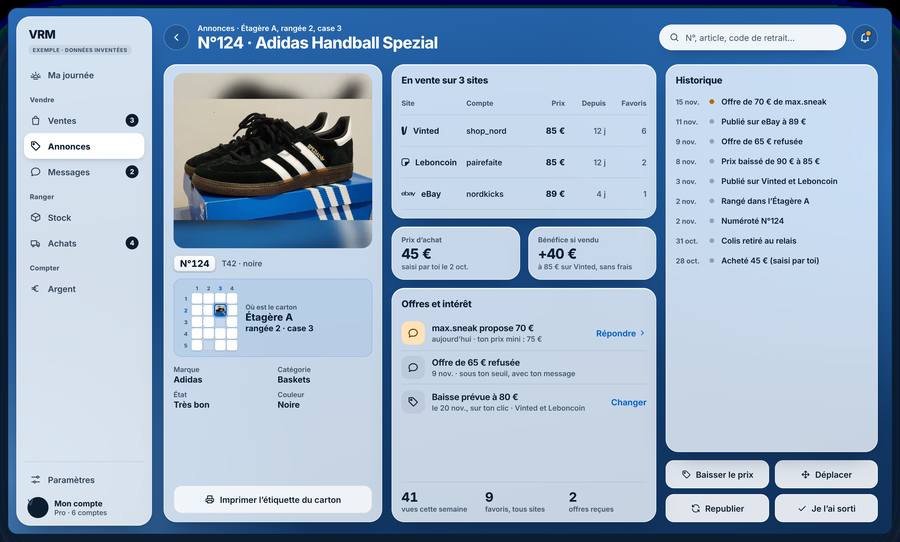 VRM
EXEMPLE · DONNÉES INVENTÉES
Ma journée
Vendre
Ventes 3
Annonces
Messages 2
Ranger
Stock
Achats 4
Compter
Argent
Paramètres
Mon compte
Pro · 6 comptes
Annonces · Étagère A, rangée 2, case 3
N°124 · Adidas Handball Spezial
N°, article, code de retrait...
N°124 T42 · noire
1 2 3 4
1
2
3
4
5
Où est le carton
Étagère A
rangée 2 · case 3
Marque Catégorie
Adidas Baskets
État Couleur
Très bon Noire
Imprimer l'étiquette du carton
En vente sur 3 sites
Site Compte Prix Depuis Favoris
Vinted shop_nord 85 € 12 j 6
Leboncoin pairefaite 85 € 12 j 2
ebay eBay nordkicks 89 € 4 j 1
Prix d'achat
45 €
saisi par toi le 2 oct.
Bénéfice si vendu
+40 €
à 85 € sur Vinted, sans frais
Offres et intérêt
max.sneak propose 70 € Répondre
aujourd'hui · ton prix mini : 75 €
Offre de 65 € refusée
9 nov. · sous ton seuil, avec ton message
Baisse prévue à 80 € Changer
le 20 nov., sur ton clic · Vinted et Leboncoin
41 9 2
vues cette semaine favoris, tous sites offres reçues
Historique
15 nov. Offre de 70 € de max.sneak
11 nov. Publié sur eBay à 89 €
9 nov. Offre de 65 € refusée
8 nov. Prix baissé de 90 € à 85 €
3 nov. Publié sur Vinted et Leboncoin
2 nov. Rangé dans l'Étagère A
2 nov. Numéroté N°124
31 oct. Colis retiré au relais
28 oct. Acheté 45 € (saisi par toi)
Baisser le prix Déplacer
Republier Je l'ai sorti